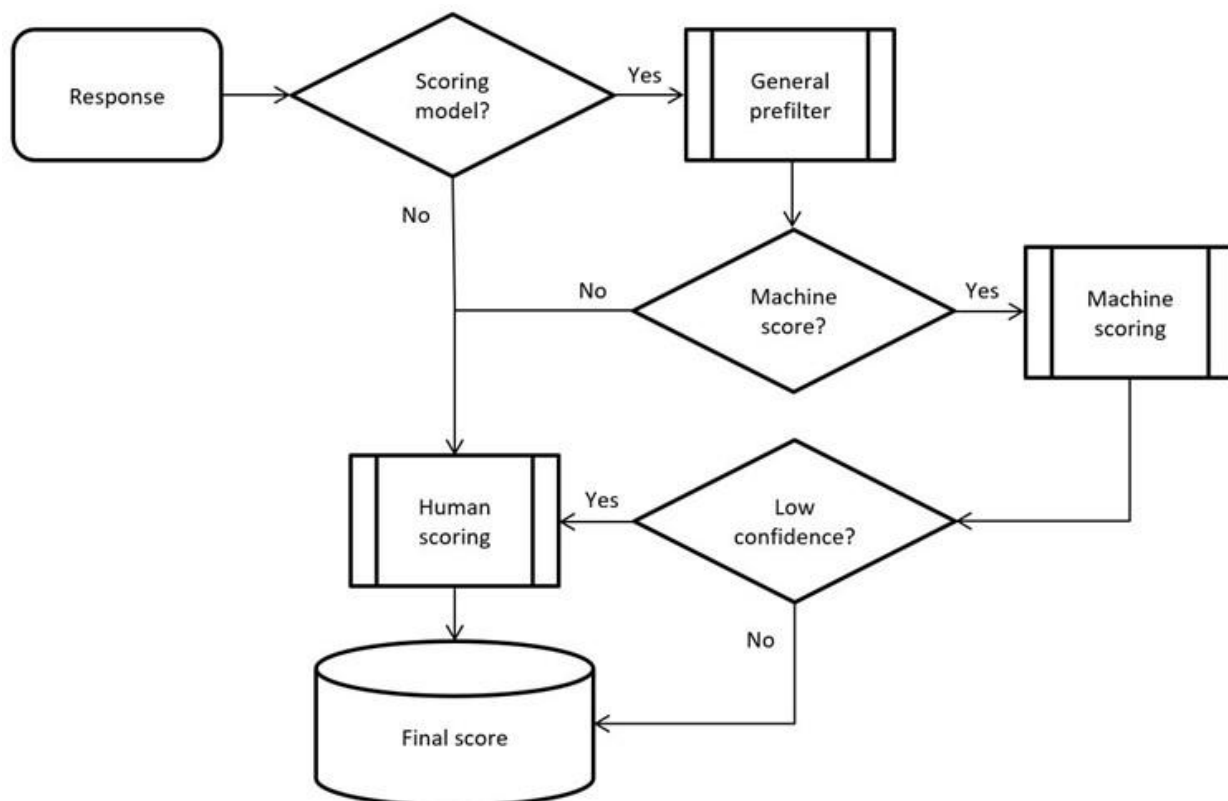 Response
Scoring
model?
Yes
General
prefilter
No
No
Machine
score?
Yes
Machine
scoring
Human
scoring
Yes
Low
confidence?
No
Final score